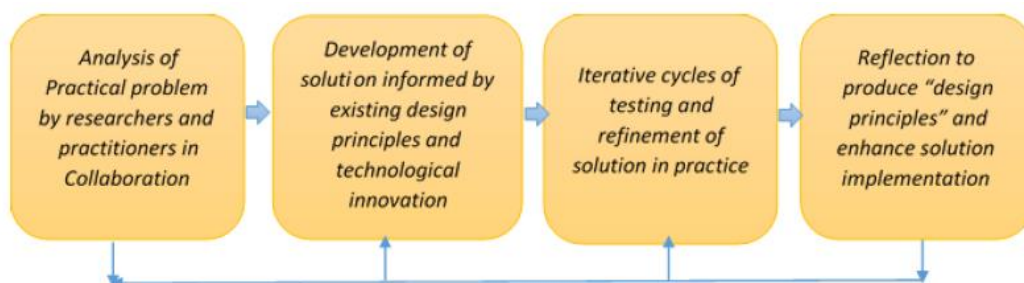 Analysis of
Practical problem
by researchers and
practitioners in
Collaboration
Development of
solution informed by
existing design
principles and
technological
innovation
Iterative cycles of
testing and
refinement of
solution in practice
Reflection to
produce “design
principles” and
enhance solution
implementation